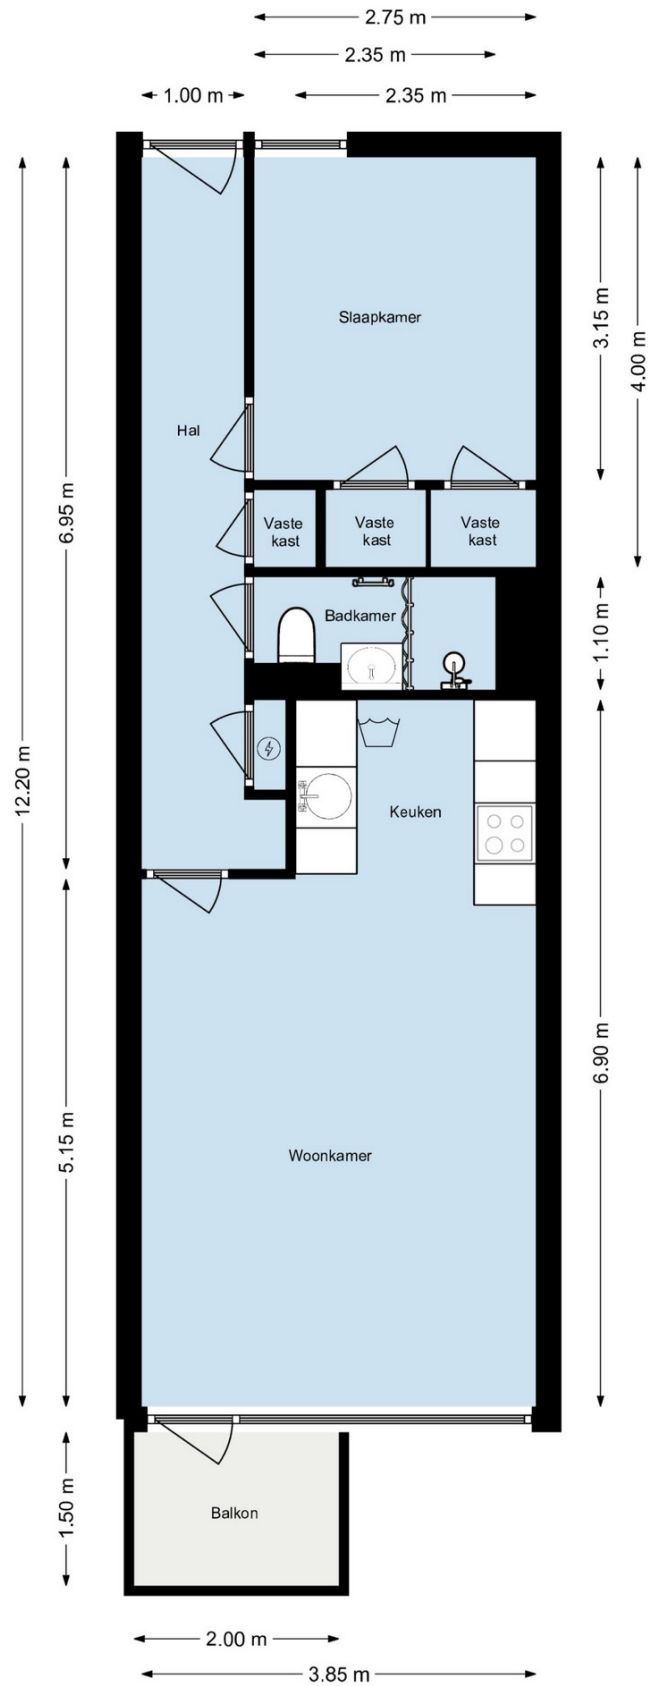 2.75 m
2.35 m
1.00 m
2.35 m
Slaapkamer
3.15 m
4.00 m
Hal
6.95 m
Vaste
kast
Vaste
kast
Vaste
kast
Badkamer
1.10 m
12.20 m
Keuken
6.90 m
5.15 m
Woonkamer
Balkon
1.50 m
2.00 m
3.85 m